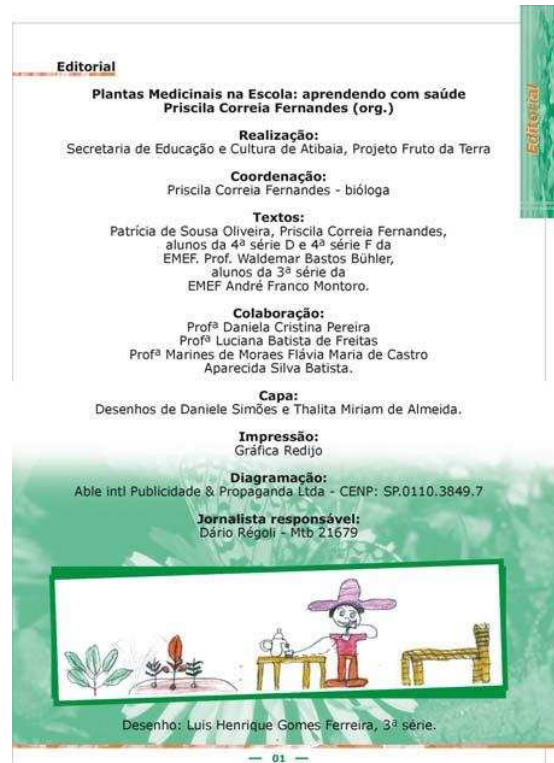 Editorial
Editorial
Plantas Medicinais na Escola: aprendendo com saúde
Priscila Correia Fernandes (org.)
Realização:
Secretaria de Educação e Cultura de Atibaia, Projeto Fruto da Terra
Coordenação:
Priscila Correia Fernandes - bióloga
Textos:
Patrícia de Sousa Oliveira, Priscila Correia Fernandes,
alunos da 4ª série D e 4ª série F da
EMEF. Prof. Waldemar Bastos Bühler,
alunos da 3ª série da
EMEF André Franco Montoro.
Colaboração:
Profª Daniela Cristina Pereira
Profª Luciana Batista de Freitas
Profª Marines de Moraes Flávia Maria de Castro
Aparecida Silva Batista.
Capa:
Desenhos de Daniele Simões e Thalita Miriam de Almeida.
Impressão:
Gráfica Redijo
Diagramação:
Able intl Publicidade & Propaganda Ltda - CENP: SP.0110.3849.7
Jornalista responsável:
Dário Régoli - Mtb 21679
Desenho: Luis Henrique Gomes Ferreira, 3ª série.
— 01 —